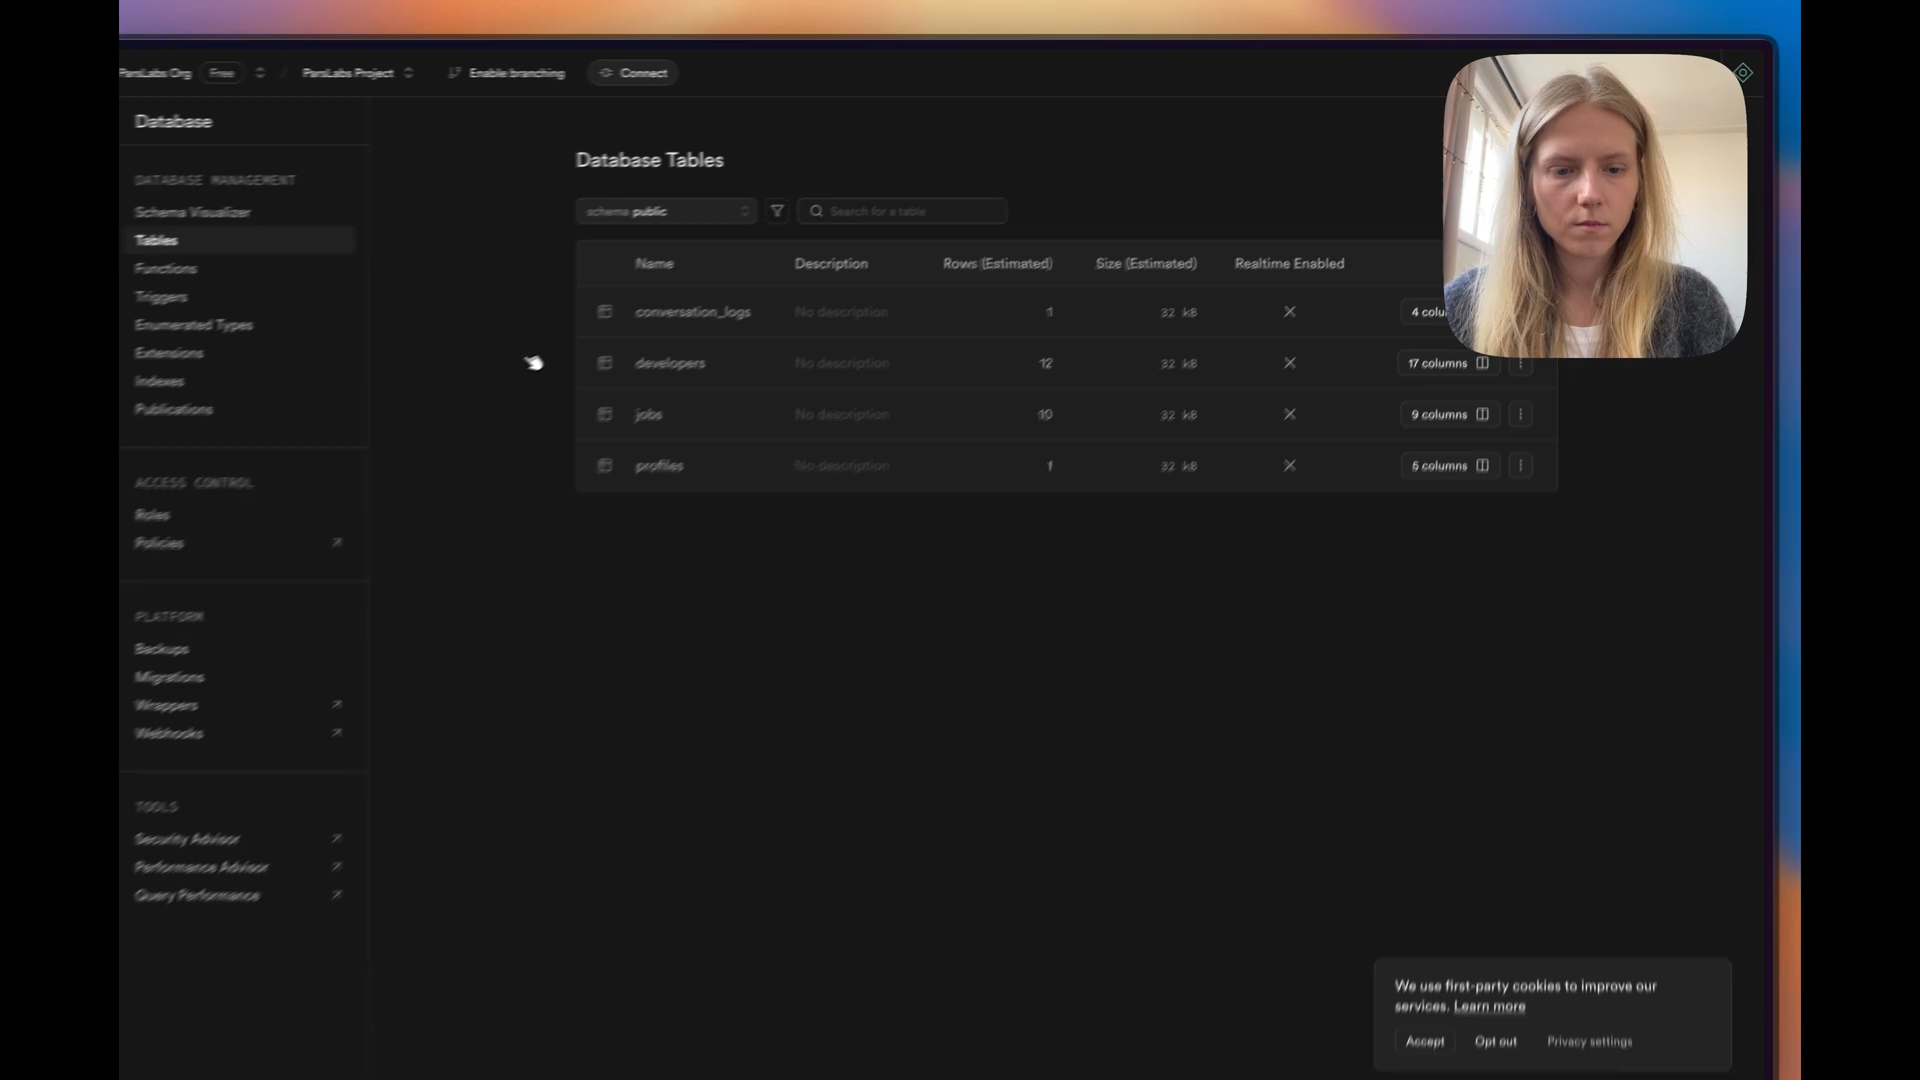 ParsLabs Org Free / ParsLabs Project Enable branching Connect
Database
DATABASE MANAGEMENT
Schema Visualizer
Tables
Functions
Triggers
Enumerated Types
Extensions
Indexes
Publications
ACCESS CONTROL
Roles
Policies
PLATFORM
Backups
Migrations
Wrappers
Webhooks
TOOLS
Security Advisor
Performance Advisor
Query Performance
Database Tables
schema public Search for a table
Name Description Rows (Estimated) Size (Estimated) Realtime Enabled
conversation_logs No description 1 32 kB 4 colu
developers No description 12 32 kB 17 columns
jobs No description 10 32 kB 9 columns
profiles No description 1 32 kB 5 columns
We use first-party cookies to improve our
services. Learn more
Accept Opt out Privacy settings